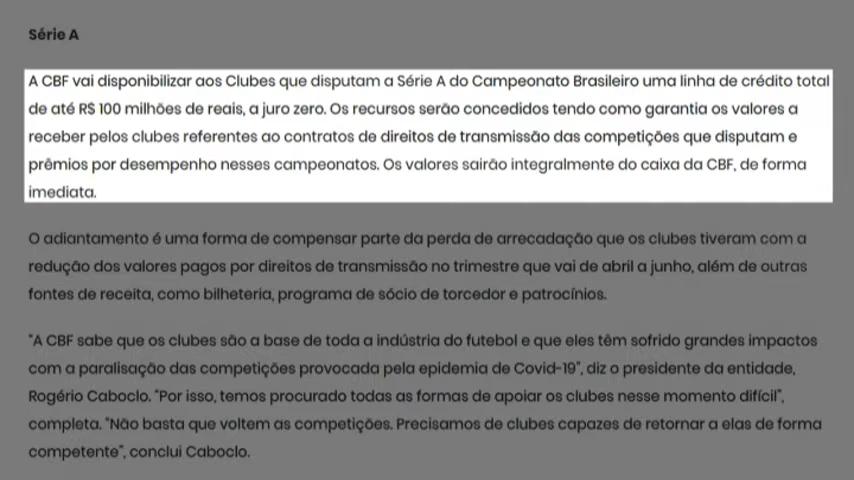 Série A
A CBF vai disponibilizar aos Clubes que disputam a Série A do Campeonato Brasileiro uma linha de crédito total
de até R$ 100 milhões de reais, a juro zero. Os recursos serão concedidos tendo como garantia os valores a
receber pelos clubes referentes ao contratos de direitos de transmissão das competições que disputam e
prêmios por desempenho nesses campeonatos. Os valores sairão integralmente do caixa da CBF, de forma
imediata.
O adiantamento é uma forma de compensar parte da perda de arrecadação que os clubes tiveram com a
redução dos valores pagos por direitos de transmissão no trimestre que vai de abril a junho, além de outras
fontes de receita, como bilheteria, programa de sócio de torcedor e patrocínios.
"A CBF sabe que os clubes são a base de toda a indústria do futebol e que eles têm sofrido grandes impactos
com a paralisação das competições provocada pela epidemia de Covid-19", diz o presidente da entidade,
Rogério Caboclo. "Por isso, temos procurado todas as formas de apoiar os clubes nesse momento difícil",
completa. "Não basta que voltem as competições. Precisamos de clubes capazes de retornar a elas de forma
competente", conclui Caboclo.